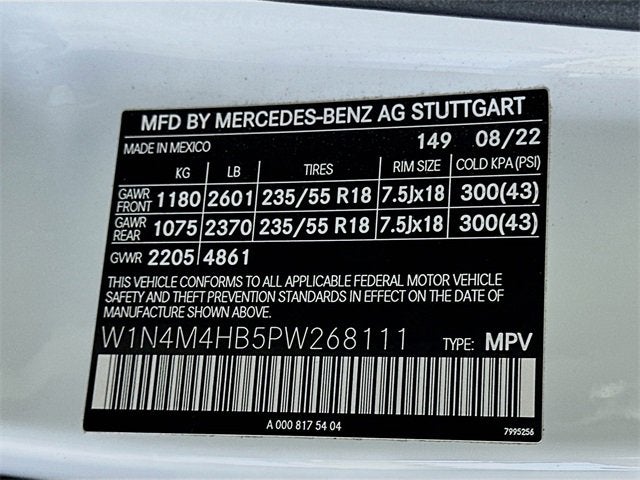 MFD BY MERCEDES-BENZ AG STUTTGART
MADE IN MEXICO 149 08/22
KG LB TIRES RIM SIZE COLD KPA(PSI)
GAWR FRONT 1180 2601 235/55 R18 7.5Jx18 300(43)
GAWR REAR 1075 2370 235/55 R18 7.5Jx18 300(43)
GVWR 2205 4861
THIS VEHICLE CONFORMS TO ALL APPLICABLE FEDERAL MOTOR VEHICLE
SAFETY AND THEFT PREVENTION STANDARDS IN EFFECT ON THE DATE
OF MANUFACTURE SHOWN ABOVE.
W1N4M4HB5PW268111 TYPE: MPV
A 000 817 54 04
7995256